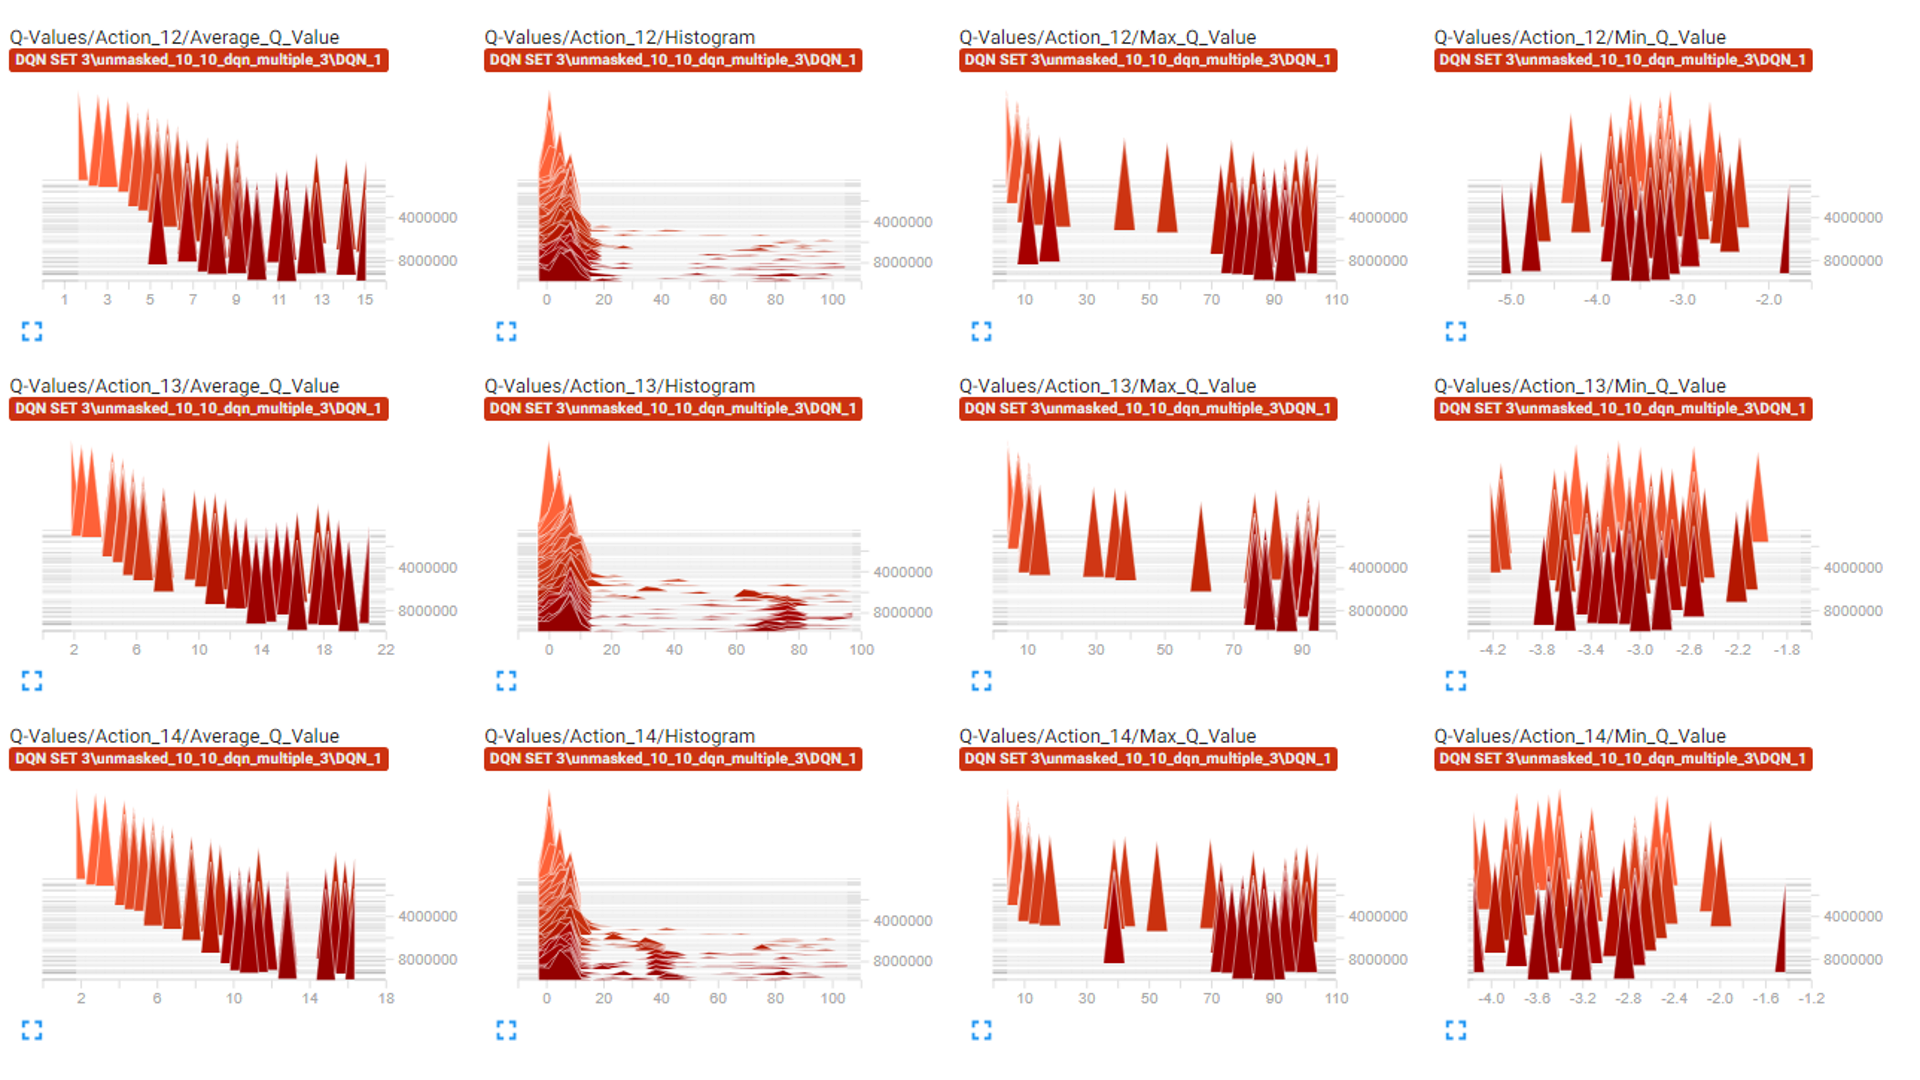 Q-Values/Action_12/Average_Q_Value
DQN SET 3\unmasked_10_10_dqn_multiple_3\DQN_1
4000000
8000000
1 3 5 7 9 11 13 15
Q-Values/Action_12/Histogram
DQN SET 3\unmasked_10_10_dqn_multiple_3\DQN_1
4000000
8000000
0 20 40 60 80 100
Q-Values/Action_12/Max_Q_Value
DQN SET 3\unmasked_10_10_dqn_multiple_3\DQN_1
4000000
8000000
10 30 50 70 90 110
Q-Values/Action_12/Min_Q_Value
DQN SET 3\unmasked_10_10_dqn_multiple_3\DQN_1
4000000
8000000
-5.0 -4.0 -3.0 -2.0
Q-Values/Action_13/Average_Q_Value
DQN SET 3\unmasked_10_10_dqn_multiple_3\DQN_1
4000000
8000000
2 6 10 14 18 22
Q-Values/Action_13/Histogram
DQN SET 3\unmasked_10_10_dqn_multiple_3\DQN_1
4000000
8000000
0 20 40 60 80 100
Q-Values/Action_13/Max_Q_Value
DQN SET 3\unmasked_10_10_dqn_multiple_3\DQN_1
4000000
8000000
10 30 50 70 90
Q-Values/Action_13/Min_Q_Value
DQN SET 3\unmasked_10_10_dqn_multiple_3\DQN_1
4000000
8000000
-4.2 -3.8 -3.4 -3.0 -2.6 -2.2 -1.8
Q-Values/Action_14/Average_Q_Value
DQN SET 3\unmasked_10_10_dqn_multiple_3\DQN_1
4000000
8000000
2 6 10 14 18
Q-Values/Action_14/Histogram
DQN SET 3\unmasked_10_10_dqn_multiple_3\DQN_1
4000000
8000000
0 20 40 60 80 100
Q-Values/Action_14/Max_Q_Value
DQN SET 3\unmasked_10_10_dqn_multiple_3\DQN_1
4000000
8000000
10 30 50 70 90 110
Q-Values/Action_14/Min_Q_Value
DQN SET 3\unmasked_10_10_dqn_multiple_3\DQN_1
4000000
8000000
-4.0 -3.6 -3.2 -2.8 -2.4 -2.0 -1.6 -1.2